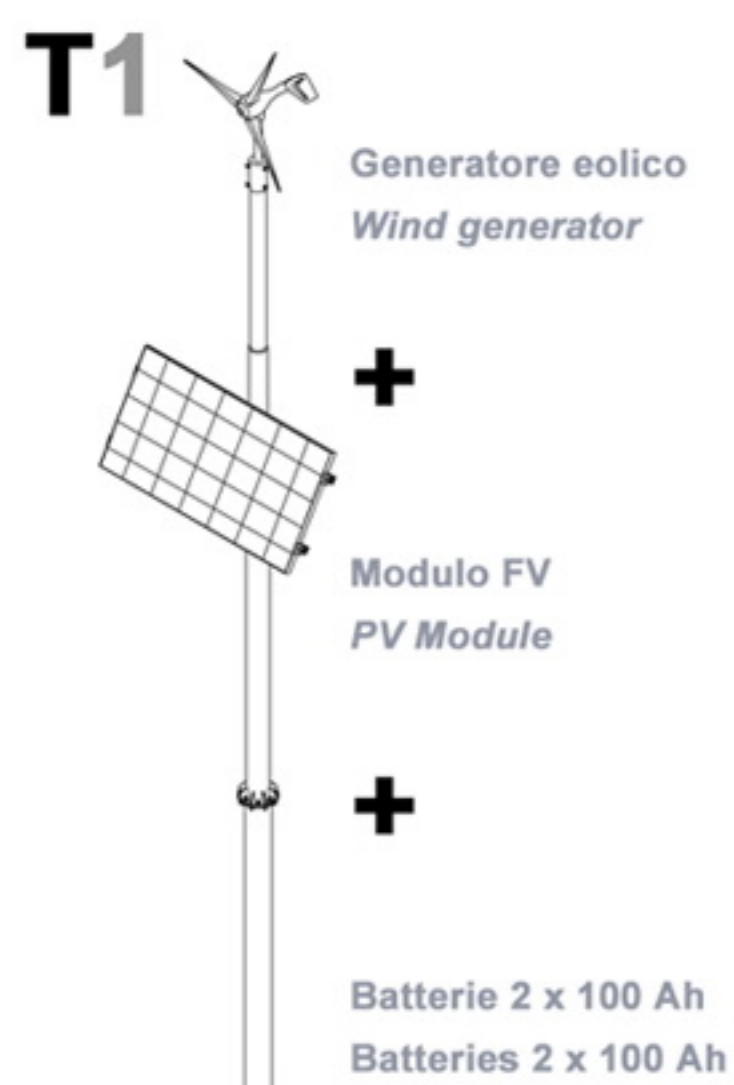 T1
Generatore eolico
Wind generator
+
Modulo FV
PV Module
+
Batterie 2 x 100 Ah
Batteries 2 x 100 Ah